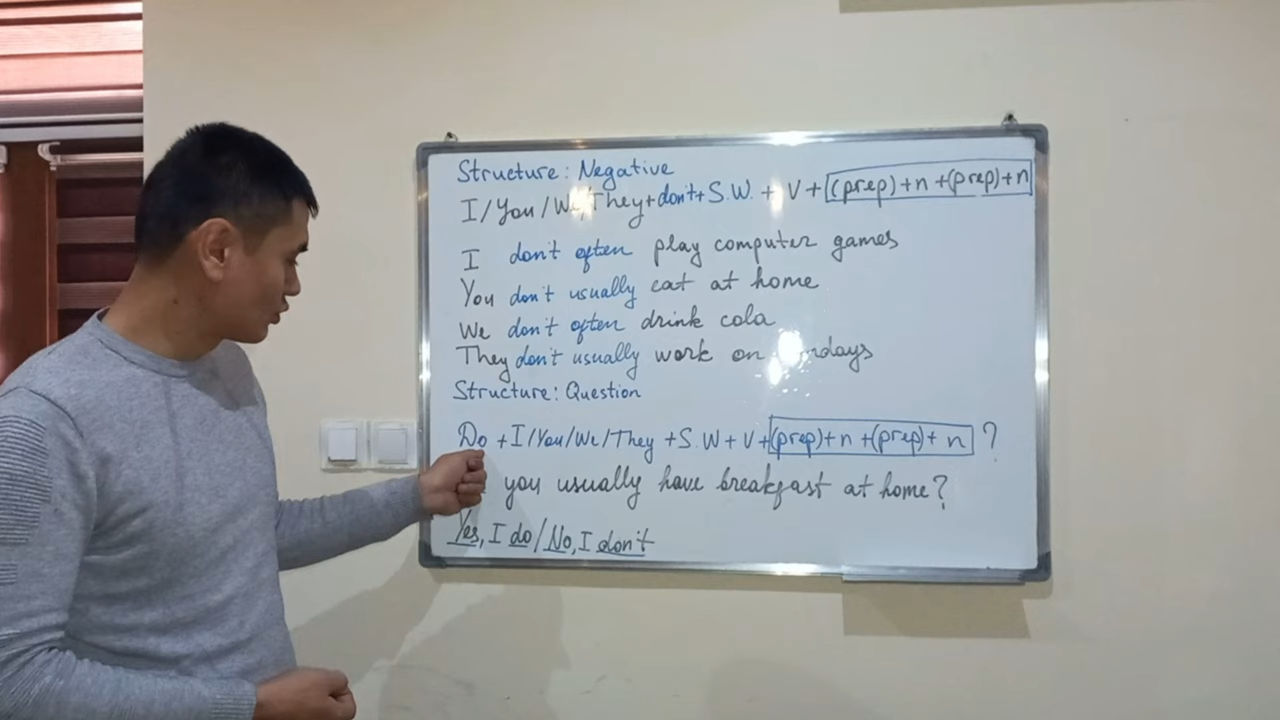 Structure: Negative
I/You/We/They+don't+S.W. + V + (prep)+n +(prep)+n
I don't often play computer games
You don't usually eat at home
We don't often drink cola
They don't usually work on
Structure: Question
Do +I/You/We/They +S.W+V+(prep)+n +(prep)+ n ?
you usually have breakfast at home?
Yes, I do/No, I don't